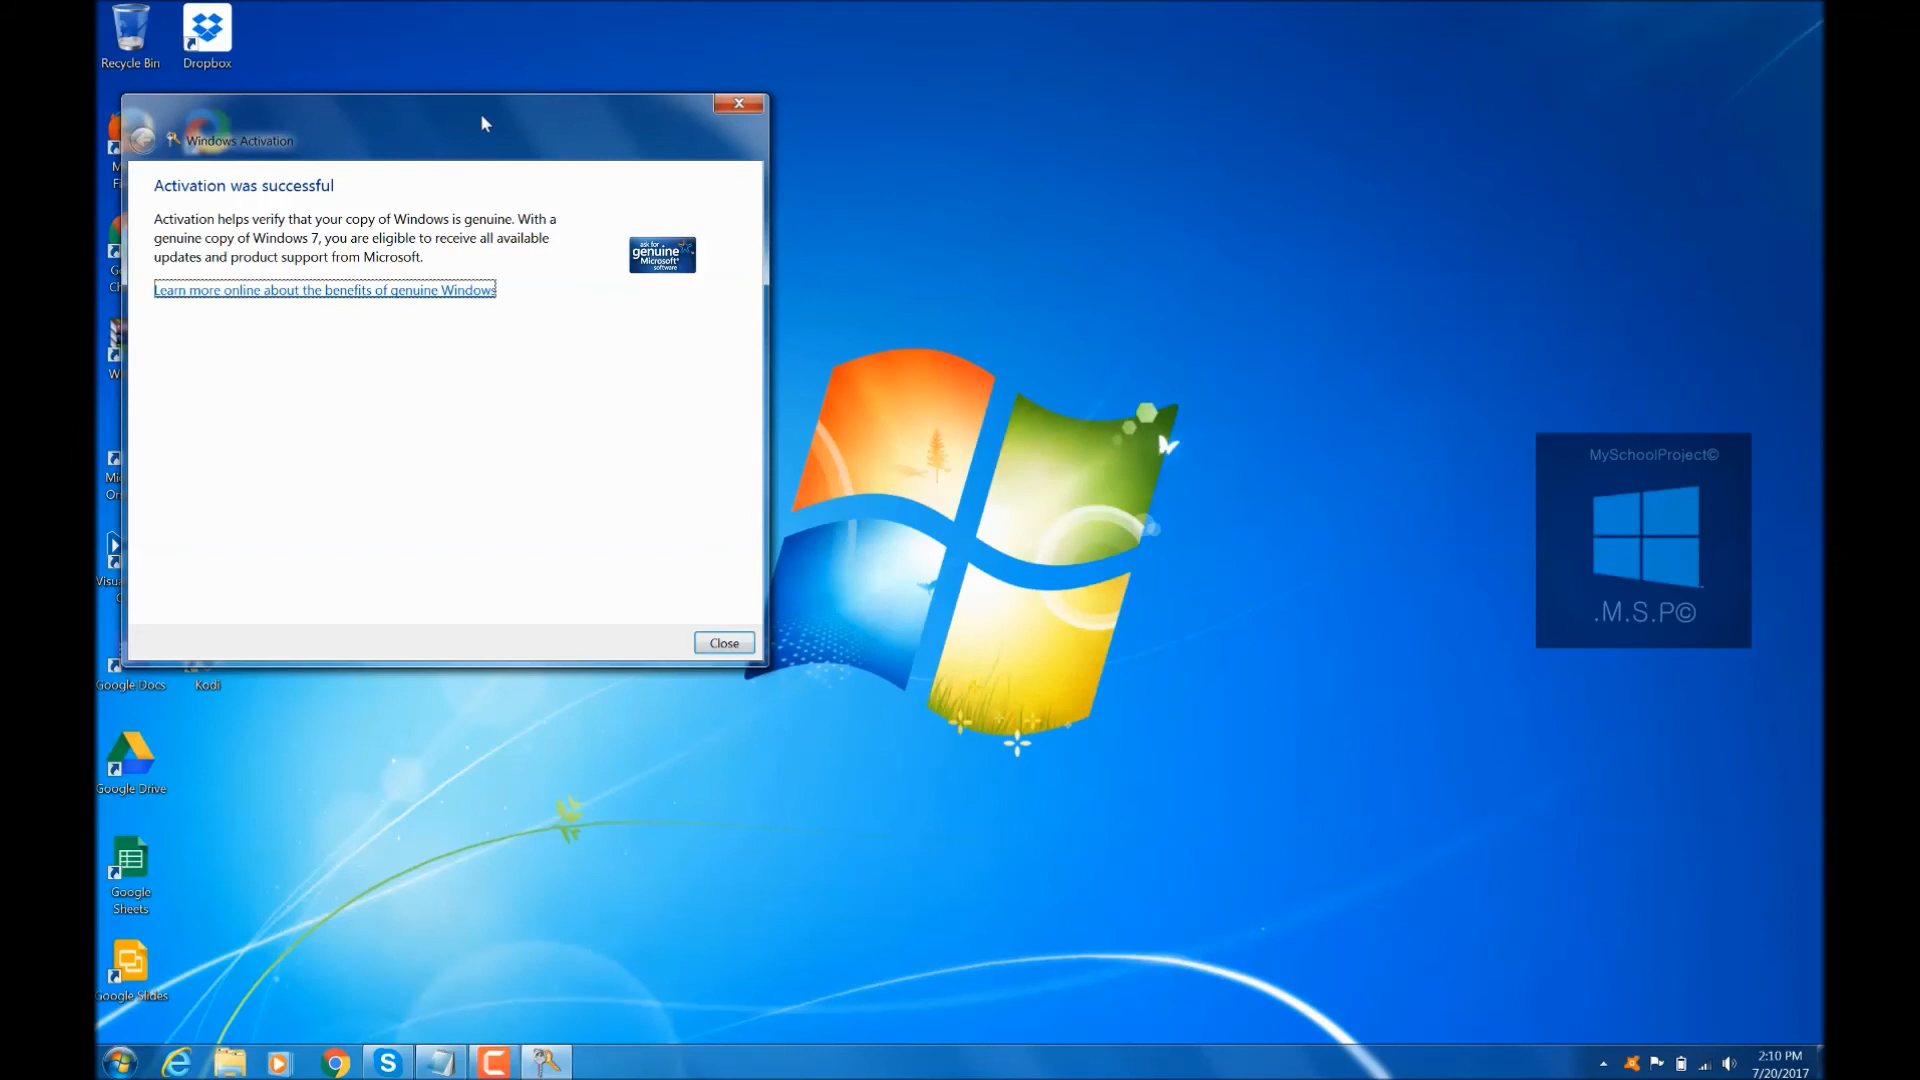 Recycle Bin
Dropbox
Windows Activation
Activation was successful
Activation helps verify that your copy of Windows is genuine. With a
genuine copy of Windows 7, you are eligible to receive all available
updates and product support from Microsoft.
ask for
genuine
Microsoft
software
Learn more online about the benefits of genuine Windows
Close
Google Docs
Kodi
Google Drive
Google
Sheets
Google Slides
MySchoolProject©
.M.S.P©
2:10 PM
7/20/2017